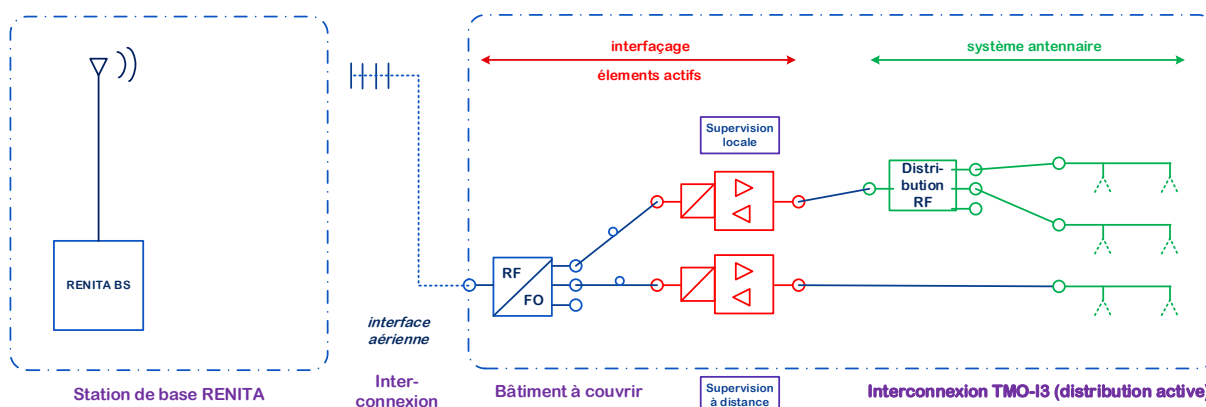 interfaçage
élements actifs
système antennaire
Supervision
locale
Distri-
bution
RF
RENITA BS
RF
FO
interface
aérienne
Station de base RENITA
Inter-
connexion
Bâtiment à couvrir
Supervision
à distance
Interconnexion TMO-I3 (distribution active)